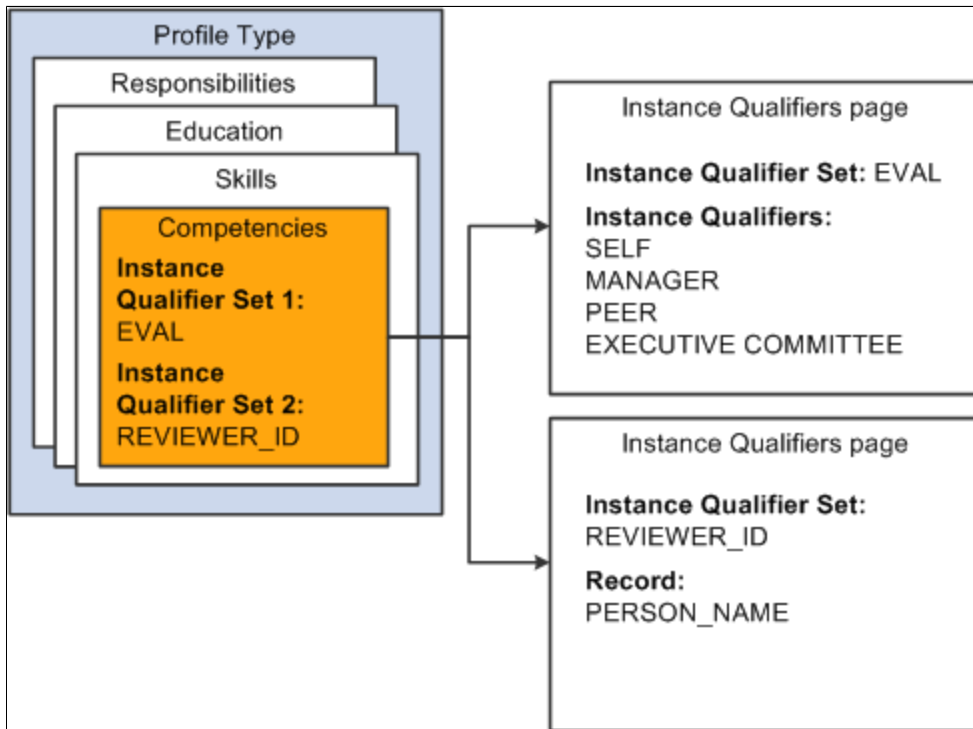 Profile Type
Responsibilities
Education
Skills
Competencies
Instance
Qualifier Set 1:
EVAL
Instance
Qualifier Set 2:
REVIEWER_ID
Instance Qualifiers page
Instance Qualifier Set: EVAL
Instance Qualifiers:
SELF
MANAGER
PEER
EXECUTIVE COMMITTEE
Instance Qualifiers page
Instance Qualifier Set:
REVIEWER_ID
Record:
PERSON_NAME